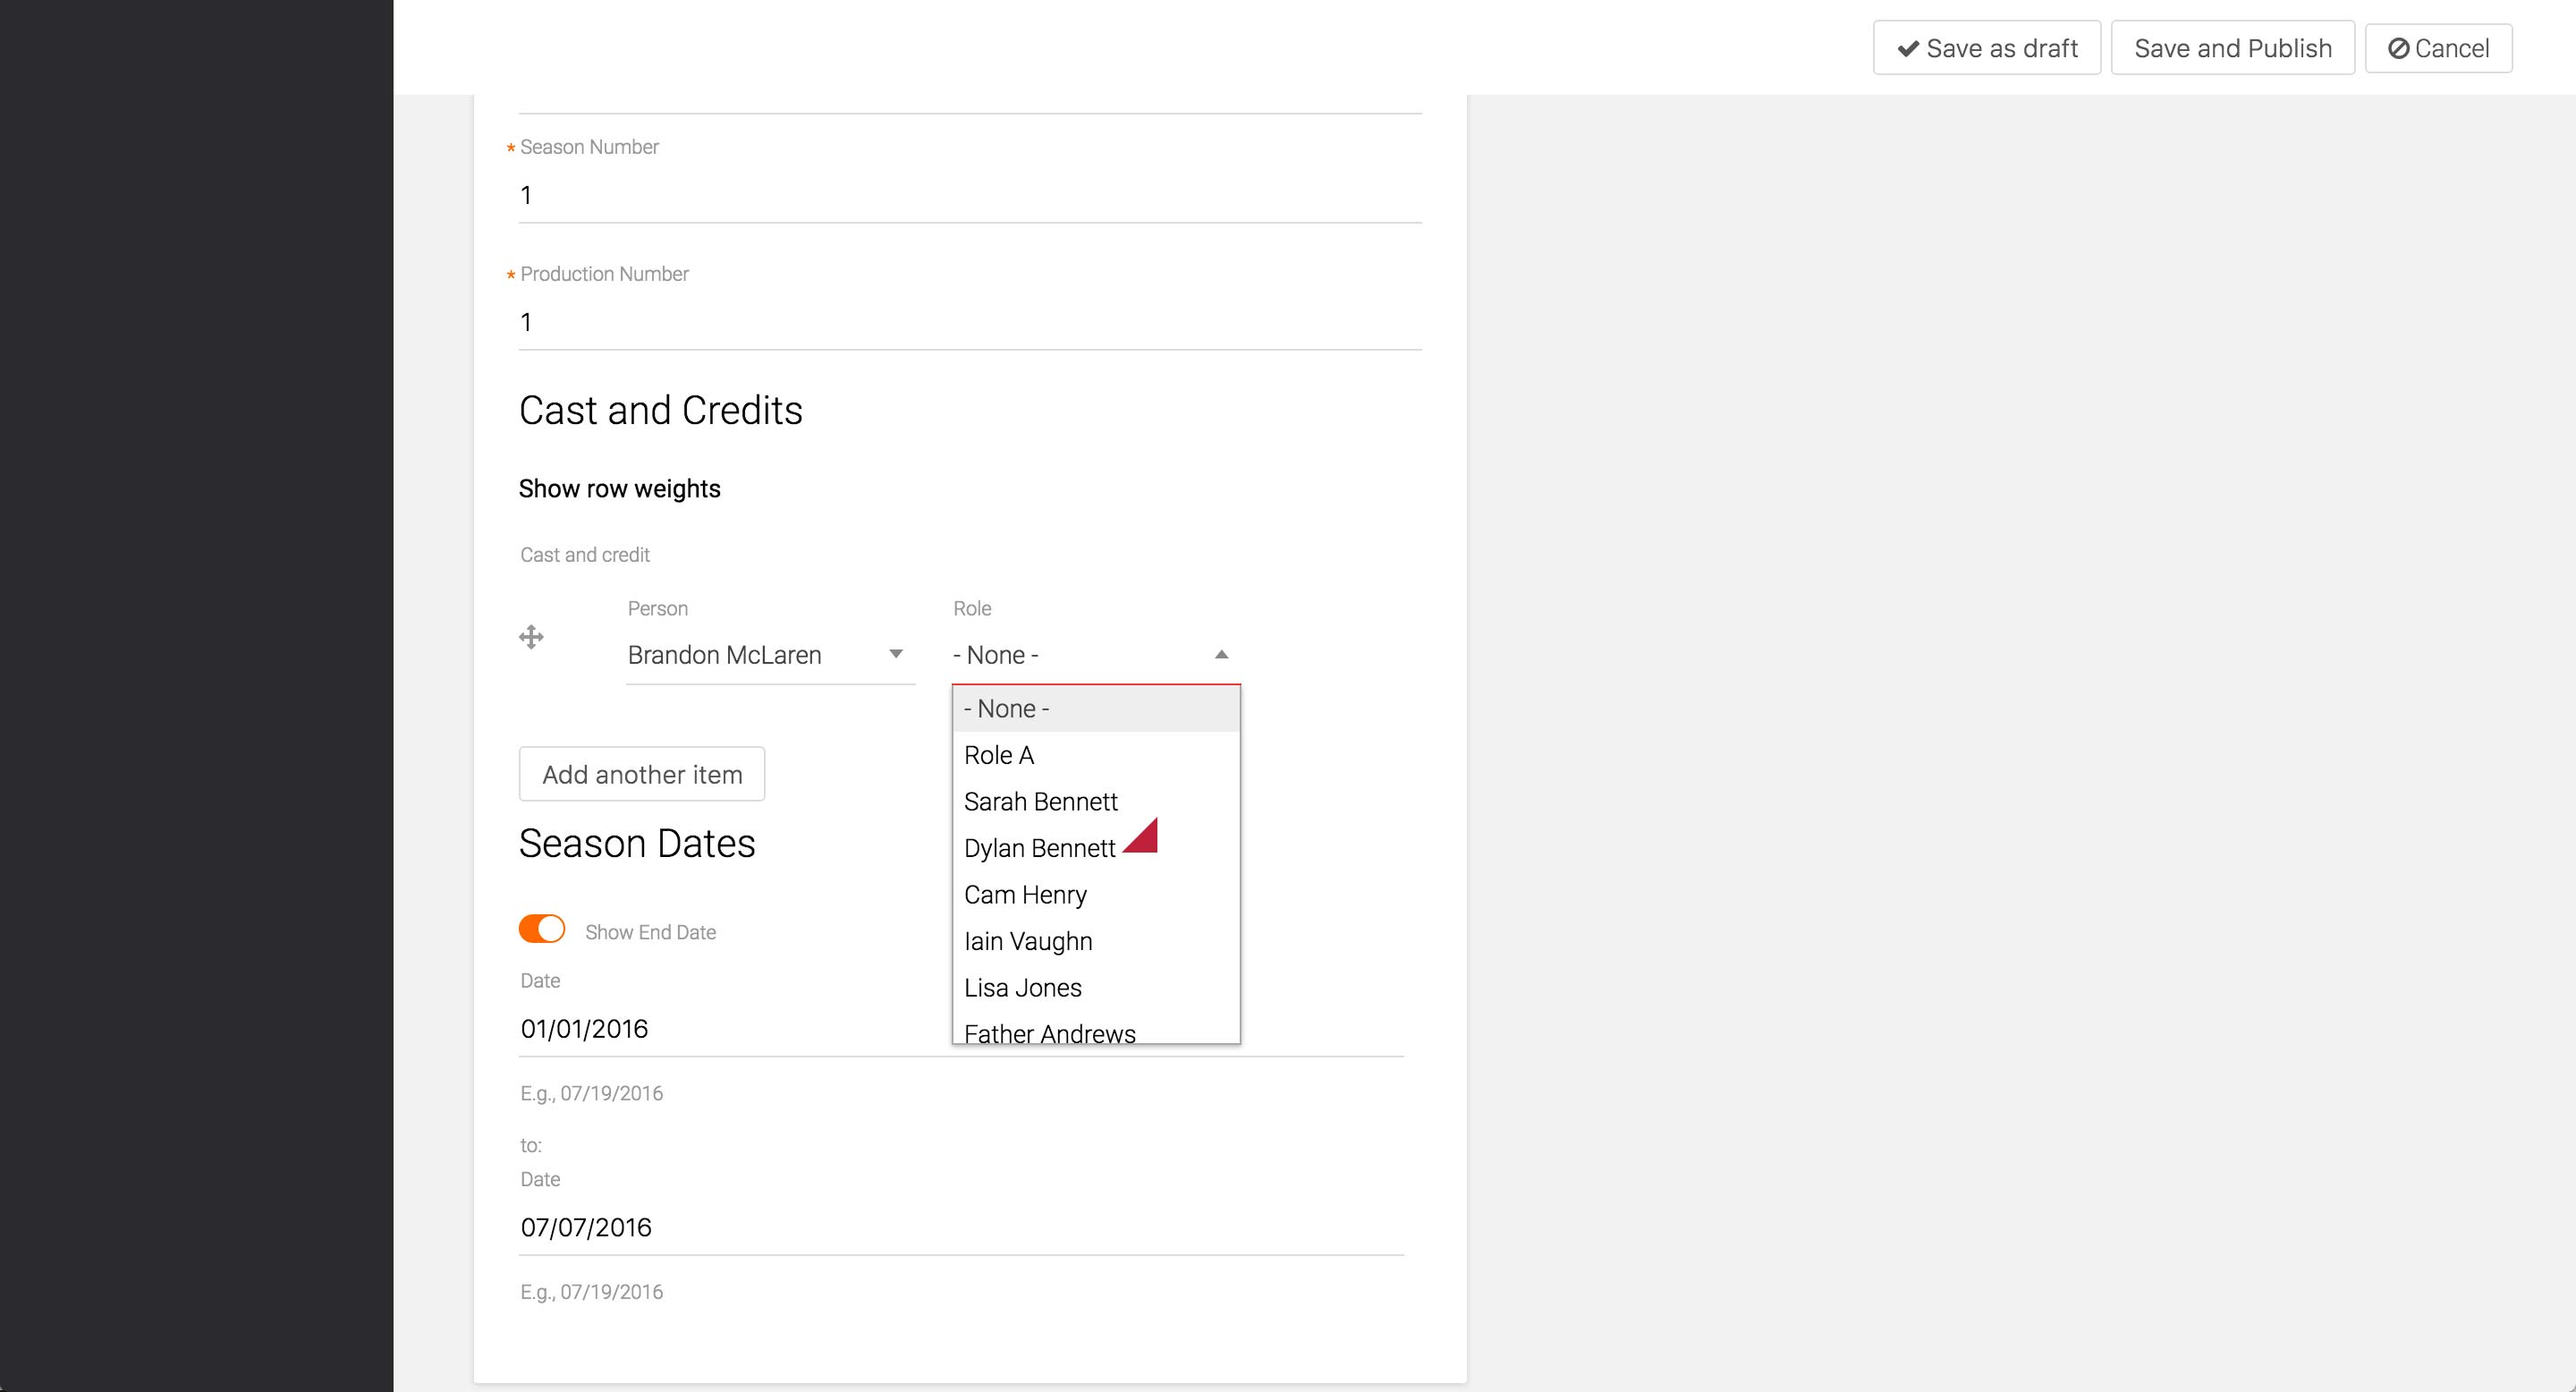 Save as draft
Save and Publish
Cancel
* Season Number
1
* Production Number
1
Cast and Credits
Show row weights
Cast and credit
Person
Role
Brandon McLaren
- None -
- None -
Role A
Sarah Bennett
Dylan Bennett
Cam Henry
Iain Vaughn
Lisa Jones
Father Andrews
Add another item
Season Dates
Show End Date
Date
01/01/2016
E.g., 07/19/2016
to:
Date
07/07/2016
E.g., 07/19/2016